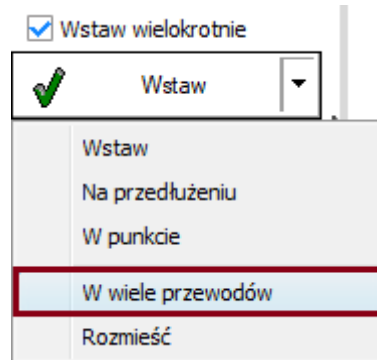 Wstaw wielokrotnie
Wstaw
Wstaw
Na przedłużeniu
W punkcie
W wiele przewodów
Rozmieść